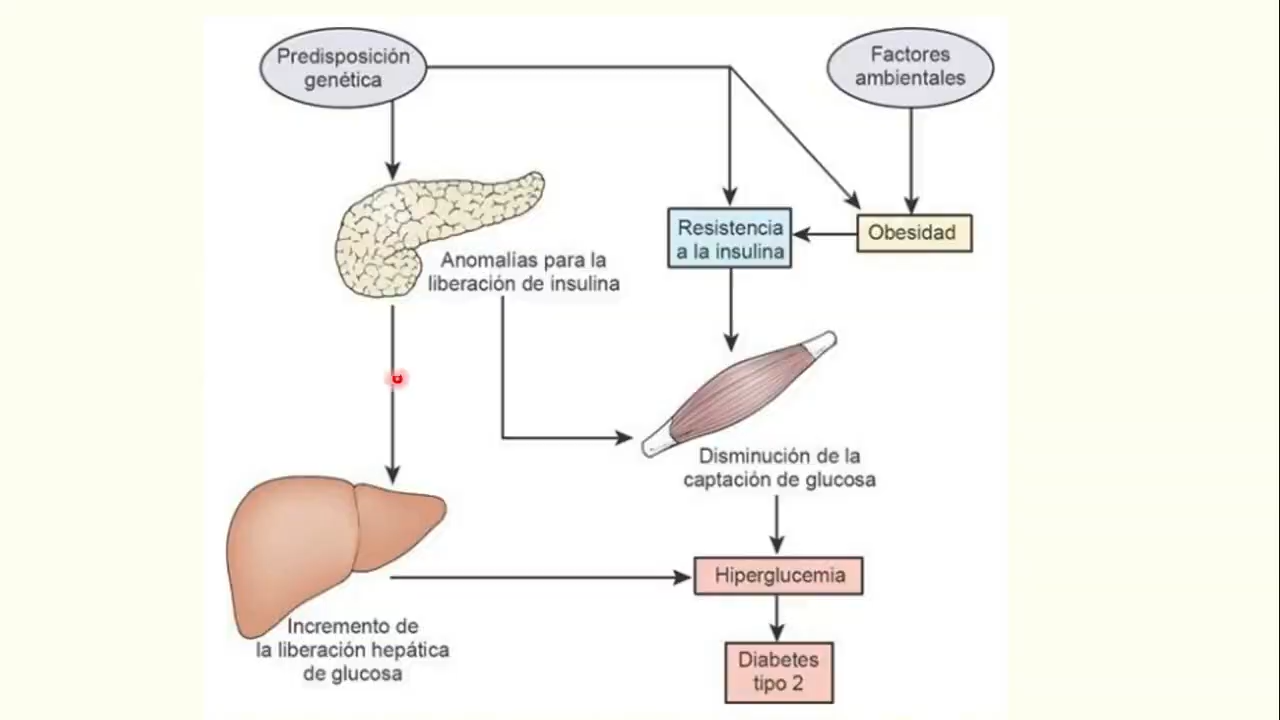 Predisposición
genética
Factores
ambientales
Resistencia
a la insulina
Obesidad
Anomalías para la
liberación de insulina
Disminución de la
captación de glucosa
Hiperglucemia
Incremento de
la liberación hepática
de glucosa
Diabetes
tipo 2